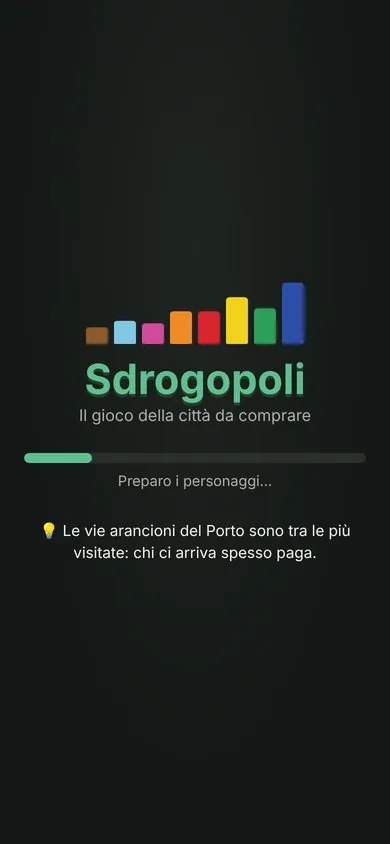 Sdrogopoli
Il gioco della città da comprare
Preparo i personaggi...
💡 Le vie arancioni del Porto sono tra le più
visitate: chi ci arriva spesso paga.